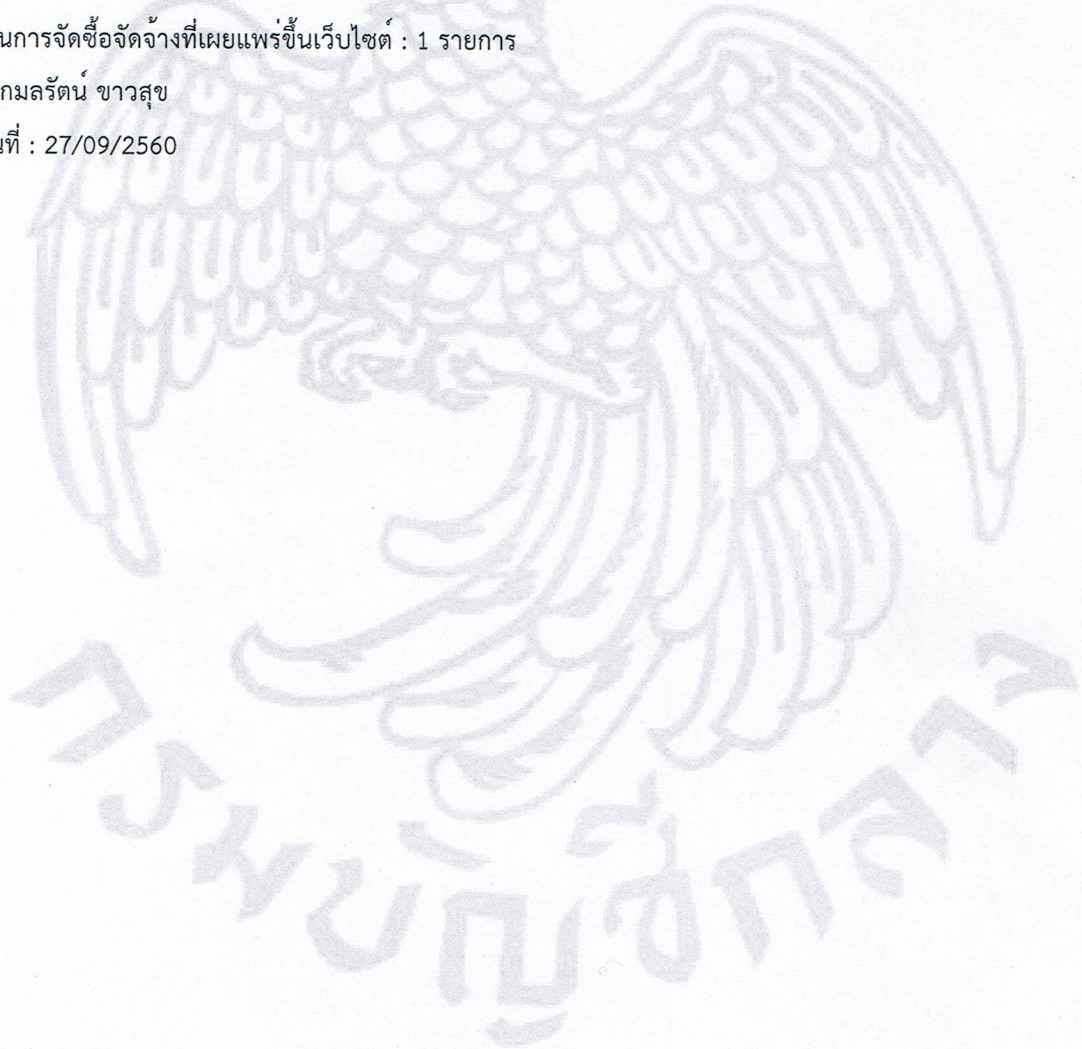 นการจัดซื้อจัดจ้างที่เผยแพร่ขึ้นเว็บไซต์ : 1 รายการ
กมลรัตน์ ขาวสุข
นที่ : 27/09/2560
กรมบัญชีกลาง